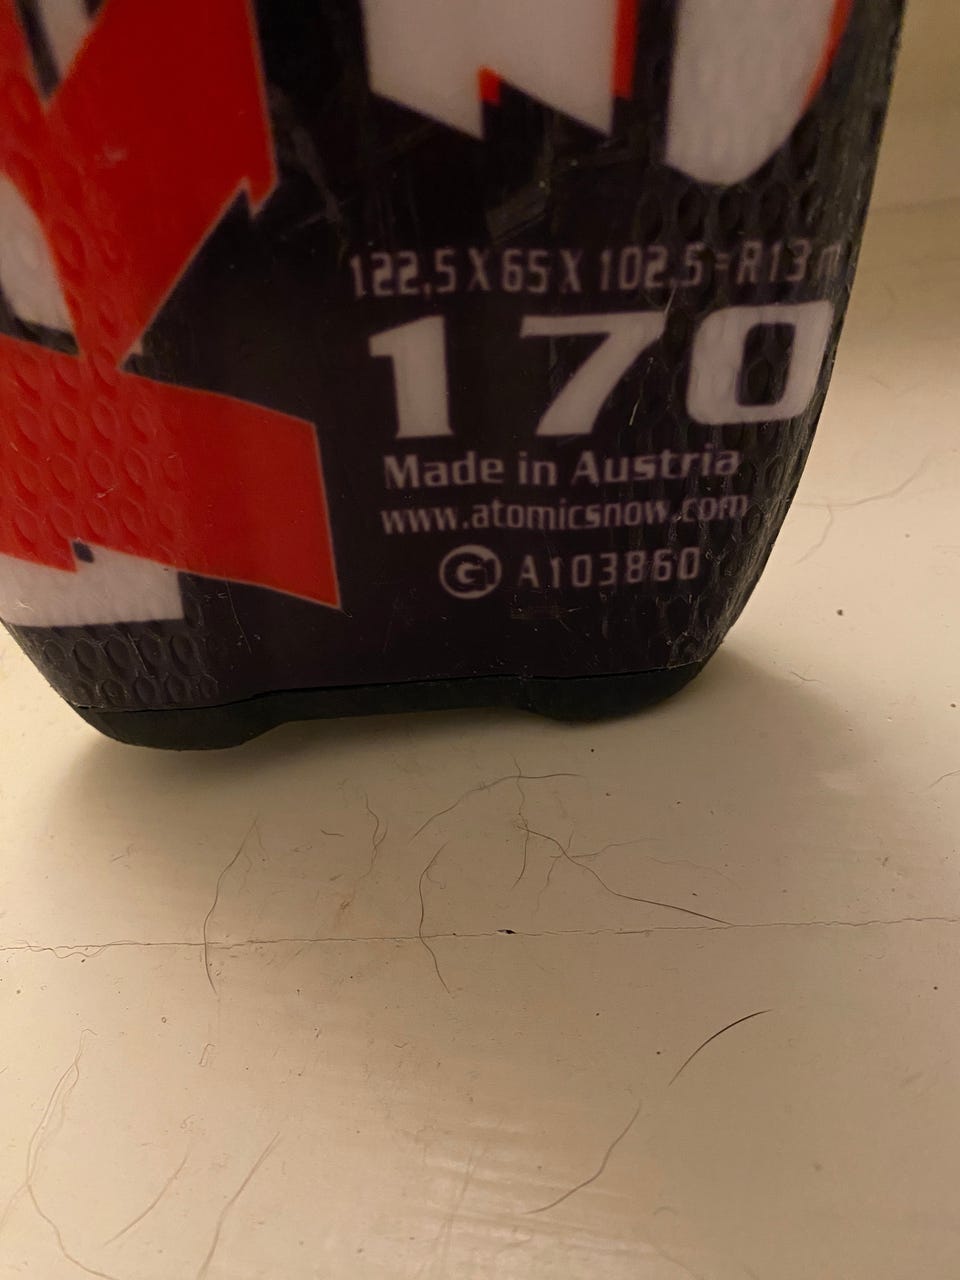 122,5 X 65 X 102,5 = R13 m
170
Made in Austria
www.atomicsnow.com
G A103860